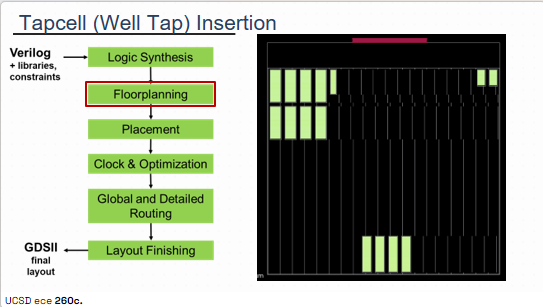 Tapcell (Well Tap) Insertion
Verilog
+ libraries,
constraints
Logic Synthesis
Floorplanning
Placement
Clock & Optimization
Global and Detailed
Routing
GDSII
final
layout
Layout Finishing
m
UCSD ece 260c.